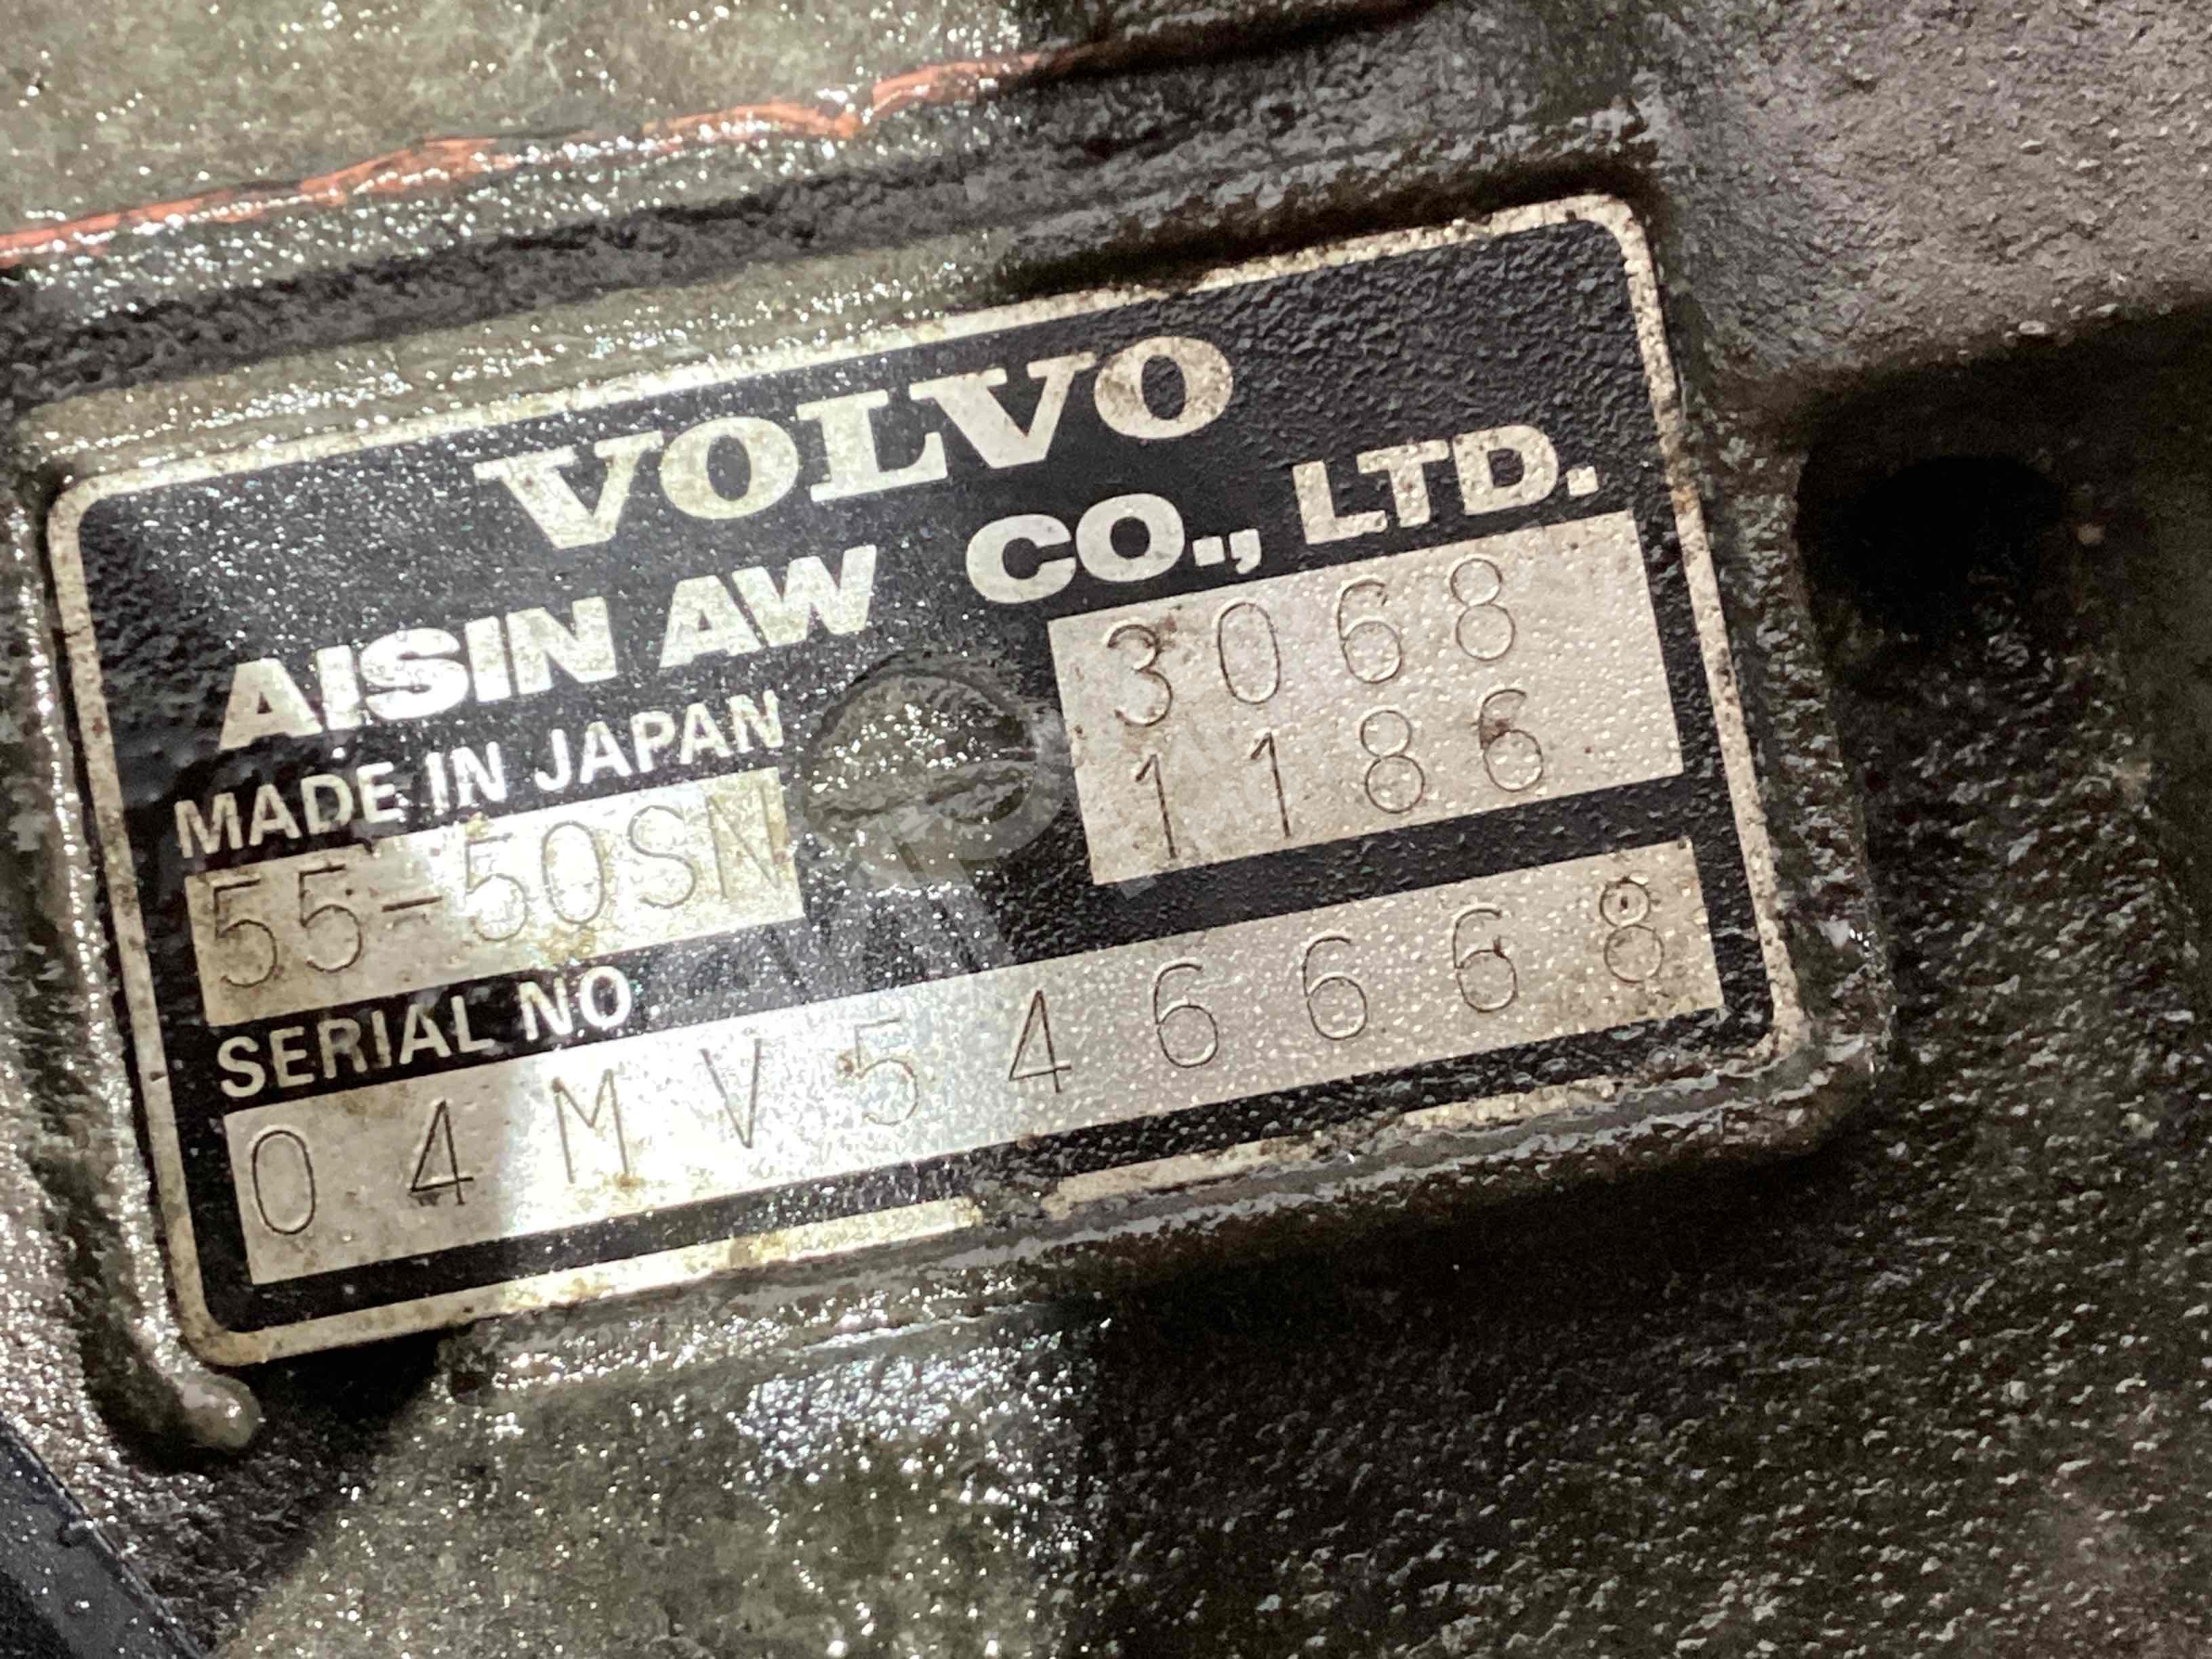 VOLVO
AISIN AW CO., LTD.
MADE IN JAPAN
3068
1186
55-50SN
SERIAL NO
04MV546668